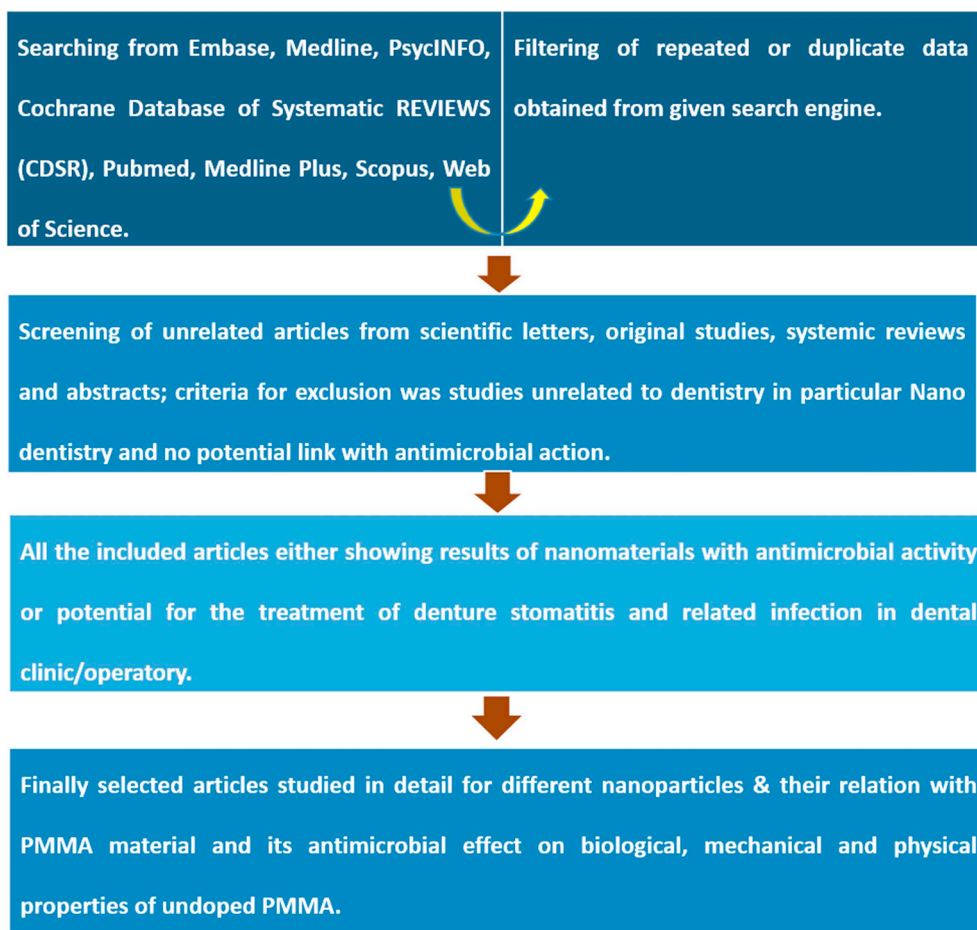 Searching from Embase, Medline, PsycINFO,
Cochrane Database of Systematic REVIEWS
(CDSR), Pubmed, Medline Plus, Scopus, Web
of Science.
Filtering of repeated or duplicate data
obtained from given search engine.
Screening of unrelated articles from scientific letters, original studies, systemic reviews
and abstracts; criteria for exclusion was studies unrelated to dentistry in particular Nano
dentistry and no potential link with antimicrobial action.
All the included articles either showing results of nanomaterials with antimicrobial activity
or potential for the treatment of denture stomatitis and related infection in dental
clinic/operatory.
Finally selected articles studied in detail for different nanoparticles & their relation with
PMMA material and its antimicrobial effect on biological, mechanical and physical
properties of undoped PMMA.